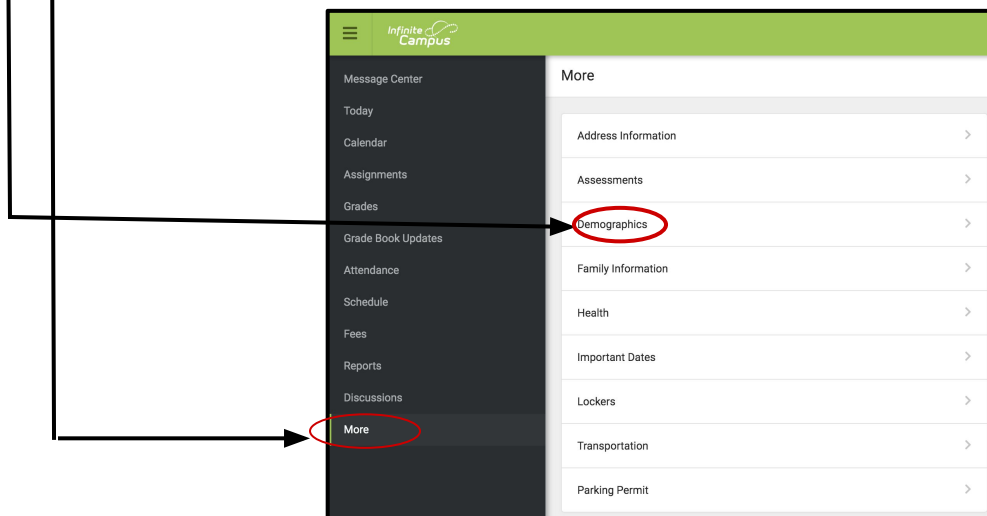 Infinite
Campus
Message Center
Today
Calendar
Assignments
Grades
Grade Book Updates
Attendance
Schedule
Fees
Reports
Discussions
More
More
Address Information
Assessments
Demographics
Family Information
Health
Important Dates
Lockers
Transportation
Parking Permit